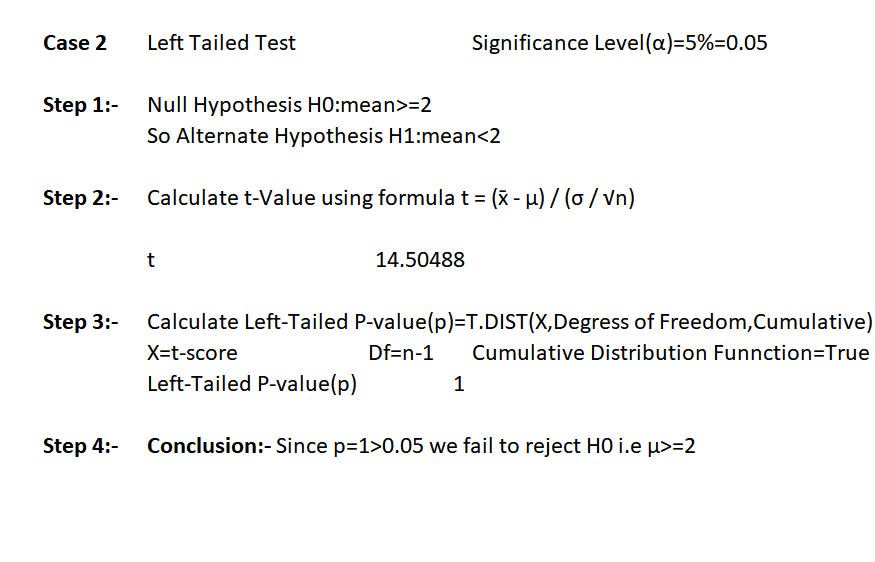 Case 2 Left Tailed Test Significance Level(α)=5%=0.05
Step 1:- Null Hypothesis H0:mean>=2
So Alternate Hypothesis H1:mean<2
Step 2:- Calculate t-Value using formula t = (x̄ - μ) / (σ / √n)
t 14.50488
Step 3:- Calculate Left-Tailed P-value(p)=T.DIST(X,Degress of Freedom,Cumulative)
X=t-score Df=n-1 Cumulative Distribution Funnction=True
Left-Tailed P-value(p) 1
Step 4:- Conclusion:- Since p=1>0.05 we fail to reject H0 i.e μ>=2